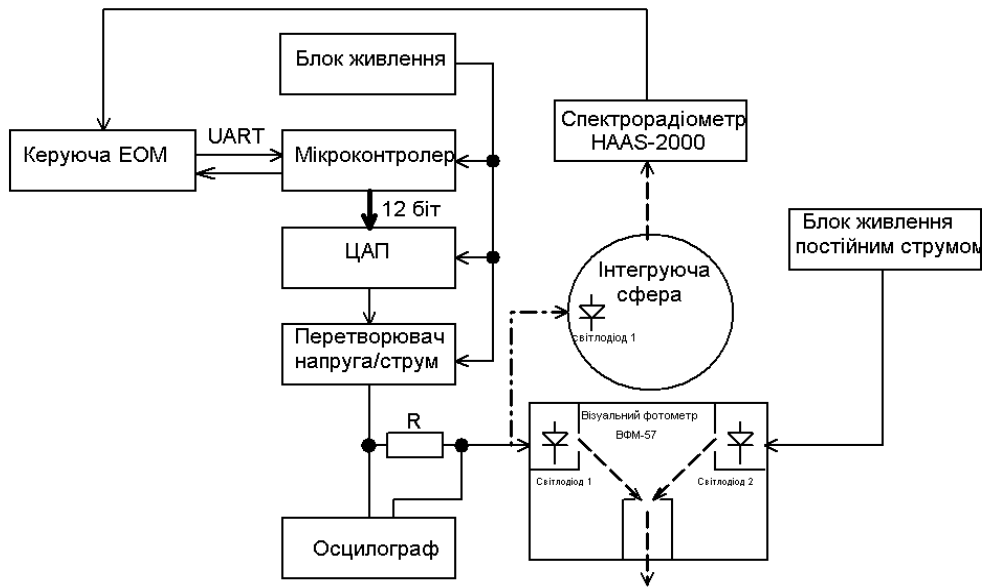 Блок живлення
Спектрорадіометр
HAAS-2000
Керуюча ЕОМ
UART
Мікроконтролер
12 біт
ЦАП
Блок живлення
постійним струмом
Інтегруюча
сфера
світлодіод 1
Перетворювач
напруга/струм
R
Візуальний фотометр
ВФМ-57
Світлодіод 1
Світлодіод 2
Осцилограф